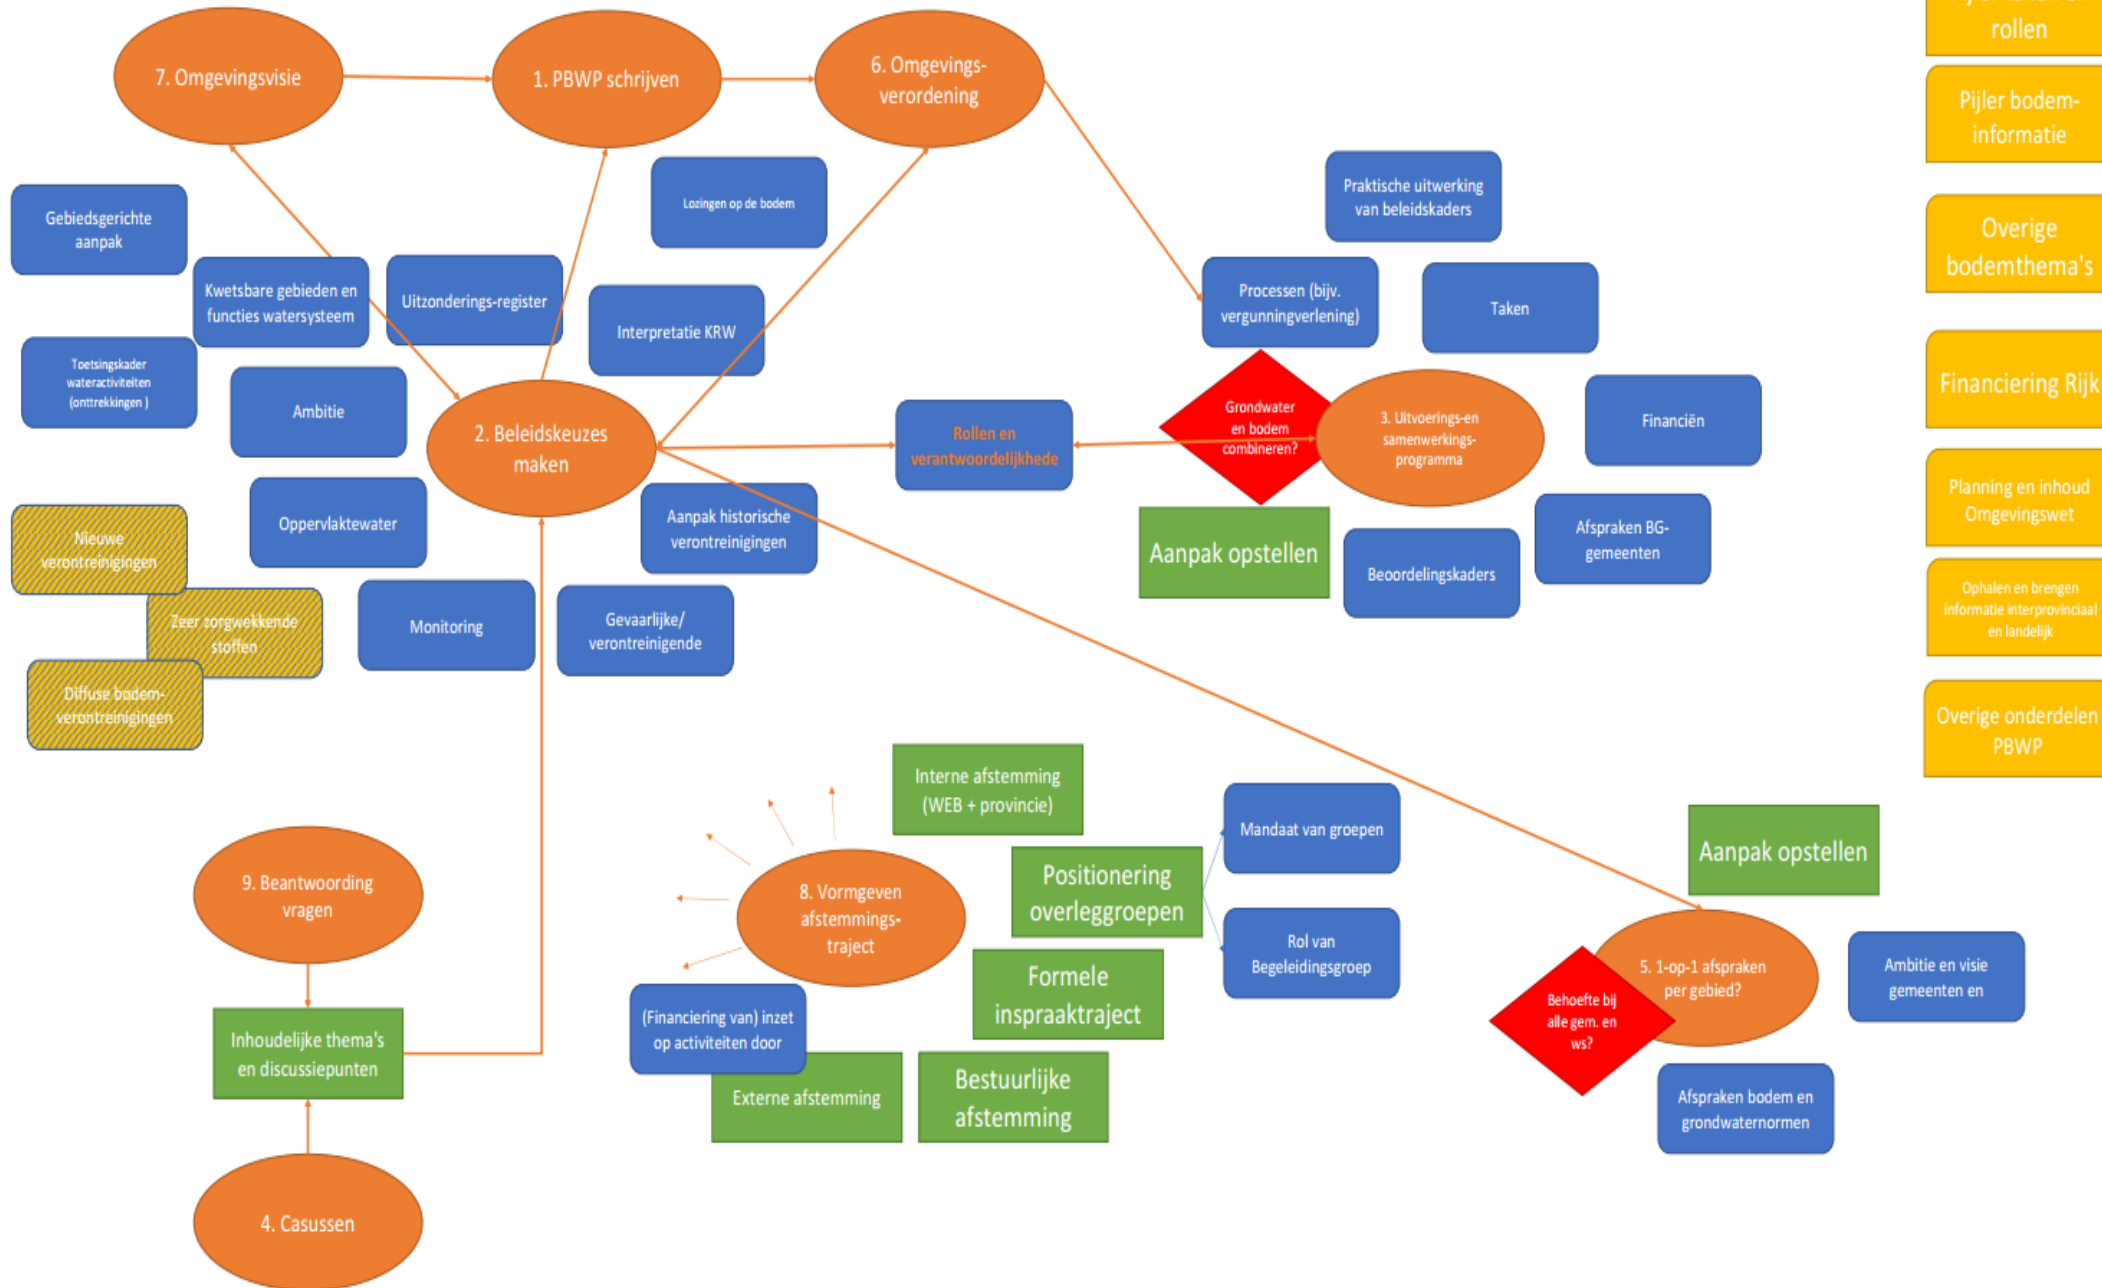 7. Omgevingsvisie
1. PBWP schrijven
6. Omgevings-
verordening
Lozingen op de bodem
Gebiedsgerichte
aanpak
Kwetsbare gebieden en
functies watersysteem
Uitzonderings-register
Interpretatie KRW
Toetsingskader
wateractiviteiten
(onttrekkingen )
Ambitie
2. Beleidskeuzes
maken
Oppervlaktewater
Nieuwe
verontreinigingen
Zeer zorgwekkende
stoffen
Diffuse bodem-
verontreinigingen
Monitoring
Gevaarlijke/
verontreinigende
Aanpak historische
verontreinigingen
Rollen en
verantwoordelijkhede
Praktische uitwerking
van beleidskaders
Processen (bijv.
vergunningverlening)
Taken
Grondwater
en bodem
combineren?
3. Uitvoerings-en
samenwerkings-
programma
Financiën
Aanpak opstellen
Beoordelingskaders
Afspraken BG-
gemeenten
rollen
Pijler bodem-
informatie
Overige
bodemthema's
Financiering Rijk
Planning en inhoud
Omgevingswet
Ophalen en brengen
informatie interprovinciaal
en landelijk
Overige onderdelen
PBWP
9. Beantwoording
vragen
Inhoudelijke thema's
en discussiepunten
4. Casussen
Interne afstemming
(WEB + provincie)
8. Vormgeven
afstemmings-
traject
Positionering
overleggroepen
Mandaat van groepen
Rol van
Begeleidingsgroep
Formele
inspraaktraject
(Financiering van) inzet
op activiteiten door
Externe afstemming
Bestuurlijke
afstemming
Aanpak opstellen
5. 1-op-1 afspraken
per gebied?
Behoefte bij
alle gem. en
ws?
Ambitie en visie
gemeenten en
Afspraken bodem en
grondwaternormen